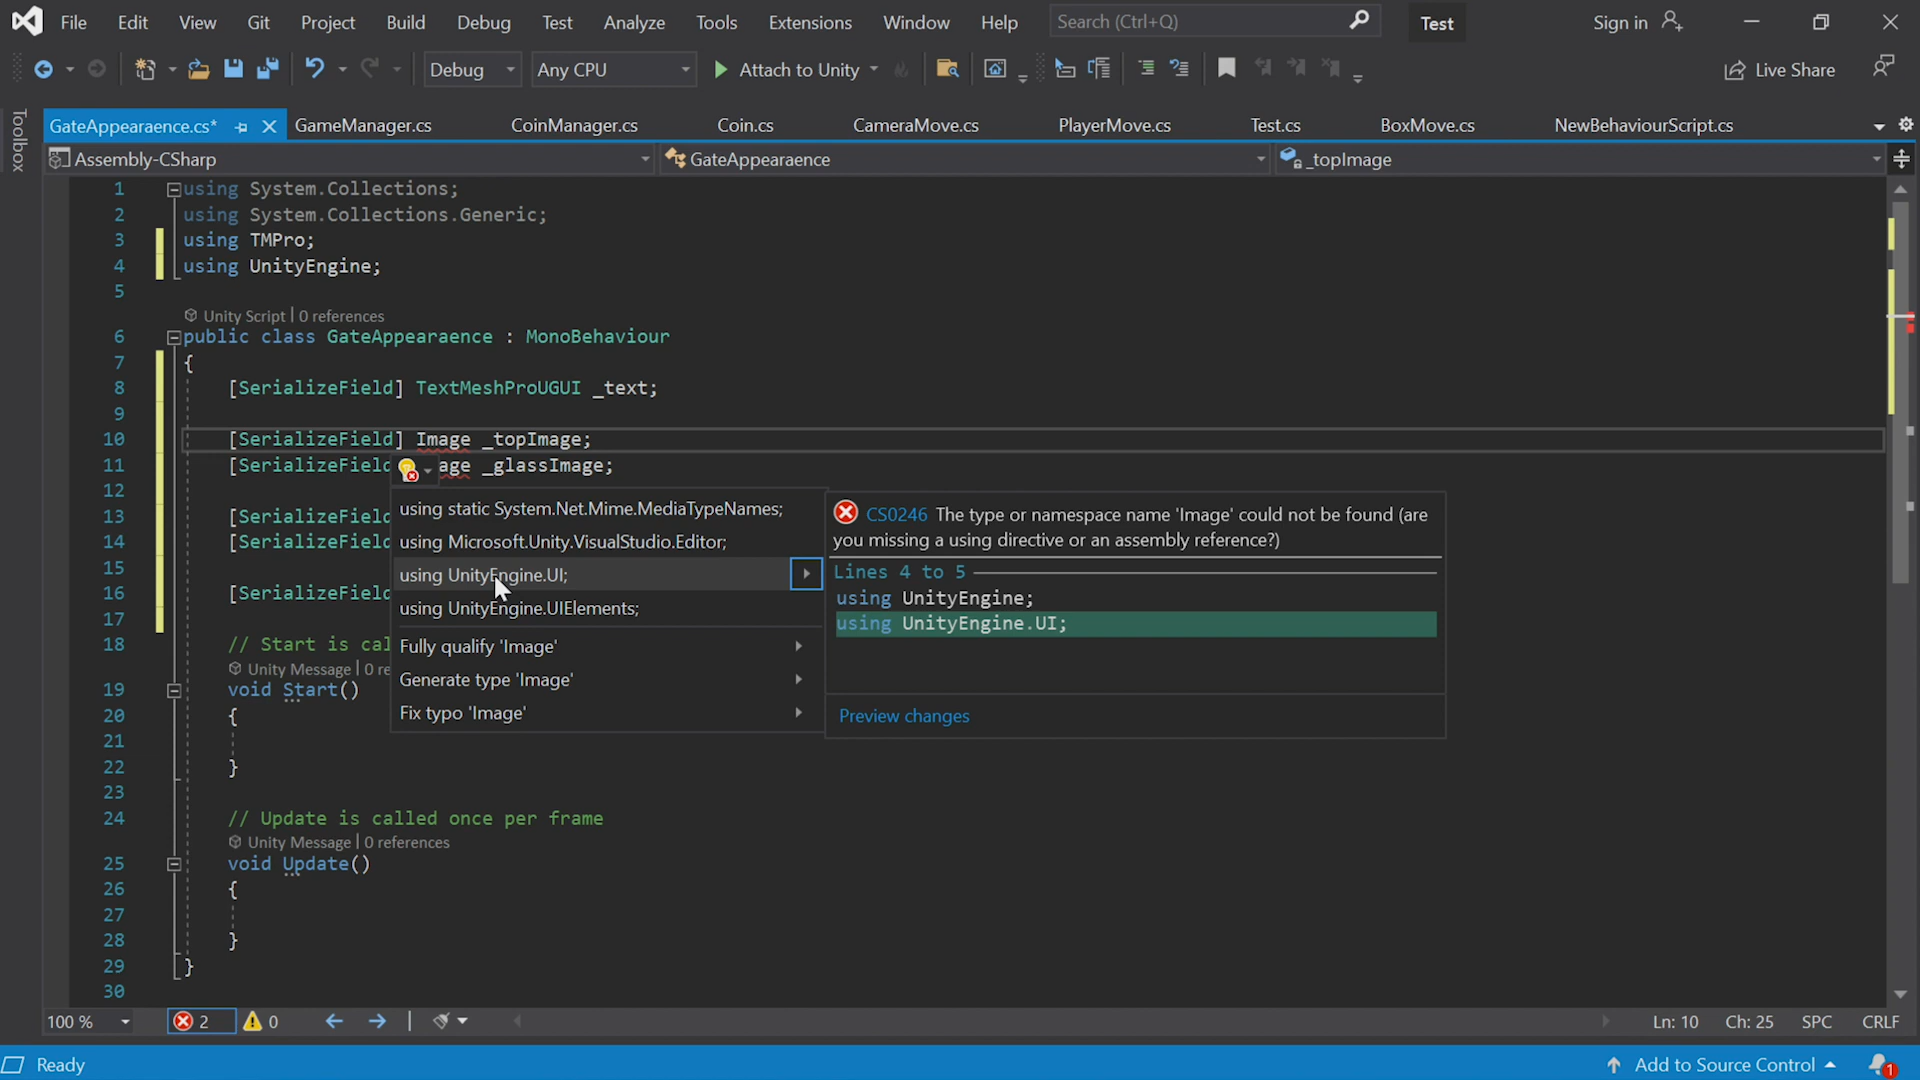 File Edit View Git Project Build Debug Test Analyze Tools Extensions Window Help Search (Ctrl+Q) Test Sign in
Debug Any CPU Attach to Unity Live Share
Toolbox
GateAppearaence.cs* GameManager.cs CoinManager.cs Coin.cs CameraMove.cs PlayerMove.cs Test.cs BoxMove.cs NewBehaviourScript.cs
Assembly-CSharp GateAppearaence _topImage
1 using System.Collections;
2 using System.Collections.Generic;
3 using TMPro;
4 using UnityEngine;
5
Unity Script | 0 references
6 public class GateAppearaence : MonoBehaviour
7 {
8 [SerializeField] TextMeshProUGUI _text;
9
10 [SerializeField] Image _topImage;
11 [SerializeField age _glassImage;
12
13 [SerializeField
14 [SerializeField
15
16 [SerializeField
17
18 // Start is cal
Unity Message | 0 re
19 void Start()
20 {
21
22 }
23
24 // Update is called once per frame
Unity Message | 0 references
25 void Update()
26 {
27
28 }
29 }
30
using static System.Net.Mime.MediaTypeNames;
using Microsoft.Unity.VisualStudio.Editor;
using UnityEngine.UI;
using UnityEngine.UIElements;
Fully qualify 'Image'
Generate type 'Image'
Fix typo 'Image'
CS0246 The type or namespace name 'Image' could not be found (are
you missing a using directive or an assembly reference?)
Lines 4 to 5
using UnityEngine;
using UnityEngine.UI;
Preview changes
100 % 2 0 Ln: 10 Ch: 25 SPC CRLF
Ready Add to Source Control 1